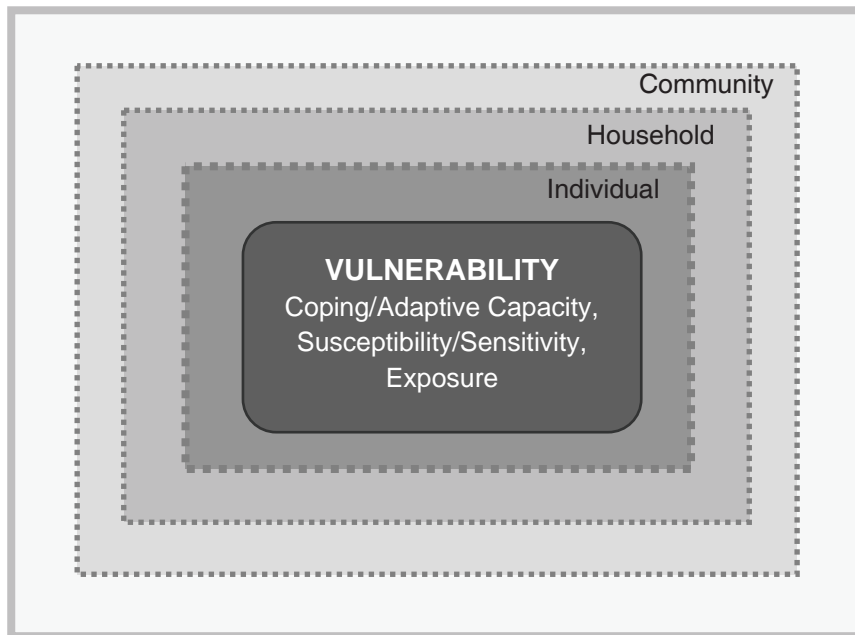 Community
Household
Individual
VULNERABILITY
Coping/Adaptive Capacity,
Susceptibility/Sensitivity,
Exposure